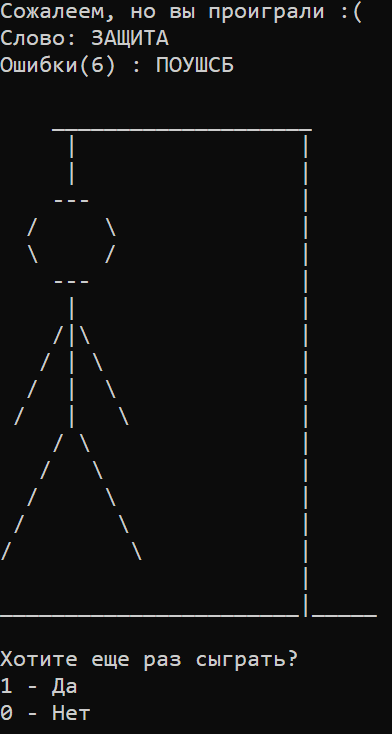 Сожалеем, но вы проиграли :(
Слово: ЗАЩИТА
Ошибки(6) : ПОУШСБ
Хотите еще раз сыграть?
1 - Да
0 - Нет